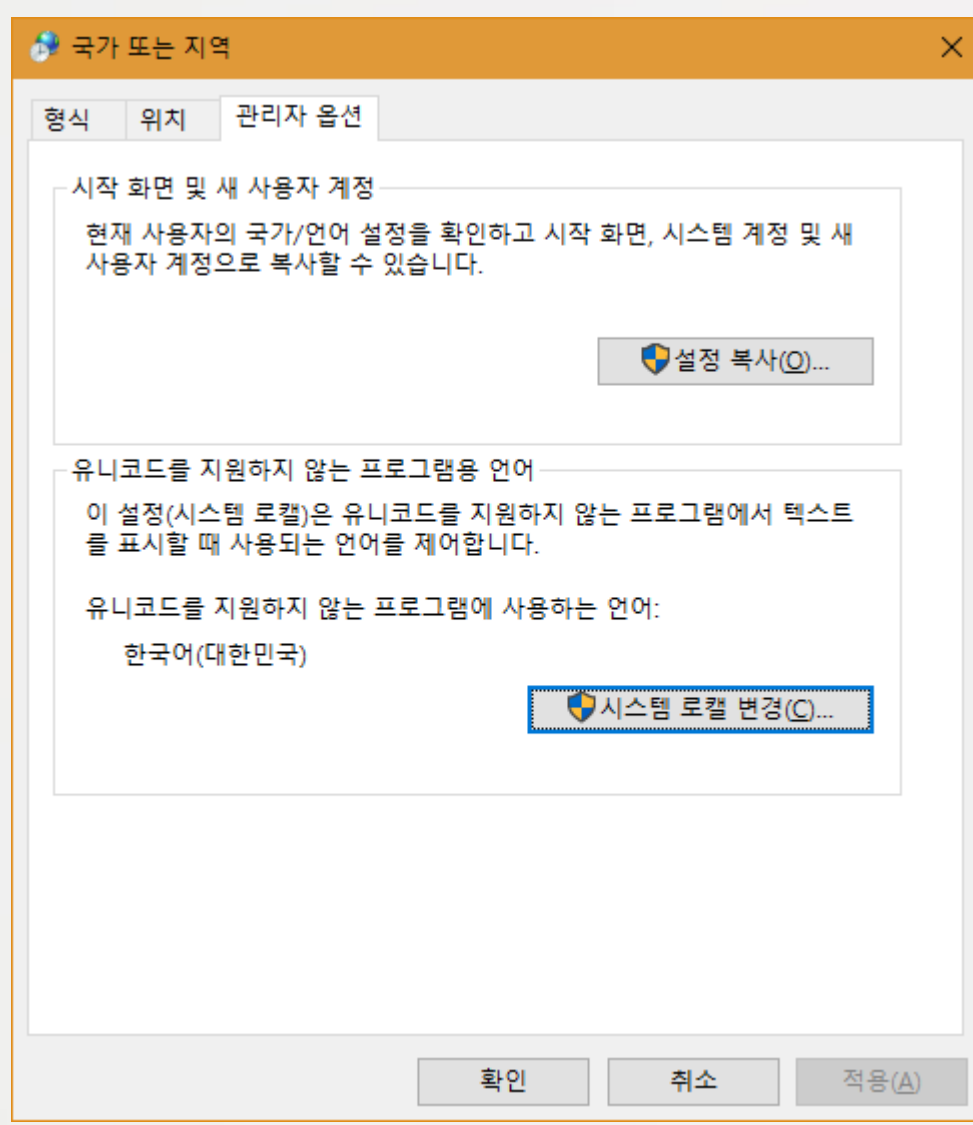 국가 또는 지역
형식
위치
관리자 옵션
시작 화면 및 새 사용자 계정
현재 사용자의 국가/언어 설정을 확인하고 시작 화면, 시스템 계정 및 새
사용자 계정으로 복사할 수 있습니다.
설정 복사(O)...
유니코드를 지원하지 않는 프로그램용 언어
이 설정(시스템 로캘)은 유니코드를 지원하지 않는 프로그램에서 텍스트
를 표시할 때 사용되는 언어를 제어합니다.
유니코드를 지원하지 않는 프로그램에 사용하는 언어:
한국어(대한민국)
시스템 로캘 변경(C)...
확인
취소
적용(A)